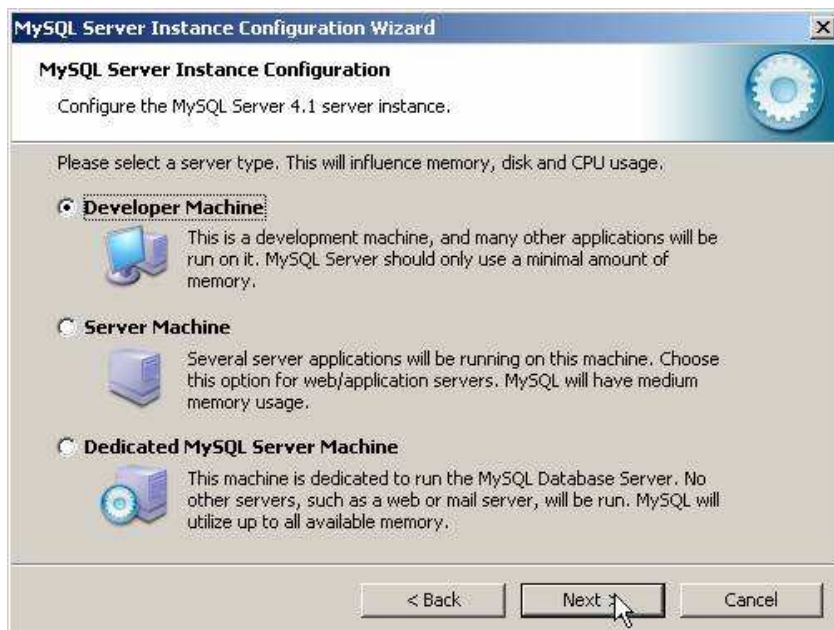 MySQL Server Instance Configuration Wizard
MySQL Server Instance Configuration
Configure the MySQL Server 4.1 server instance.
Please select a server type. This will influence memory, disk and CPU usage.
Developer Machine
This is a development machine, and many other applications will be
run on it. MySQL Server should only use a minimal amount of
memory.
Server Machine
Several server applications will be running on this machine. Choose
this option for web/application servers. MySQL will have medium
memory usage.
Dedicated MySQL Server Machine
This machine is dedicated to run the MySQL Database Server. No
other servers, such as a web or mail server, will be run. MySQL will
utilize up to all available memory.
< Back Next > Cancel